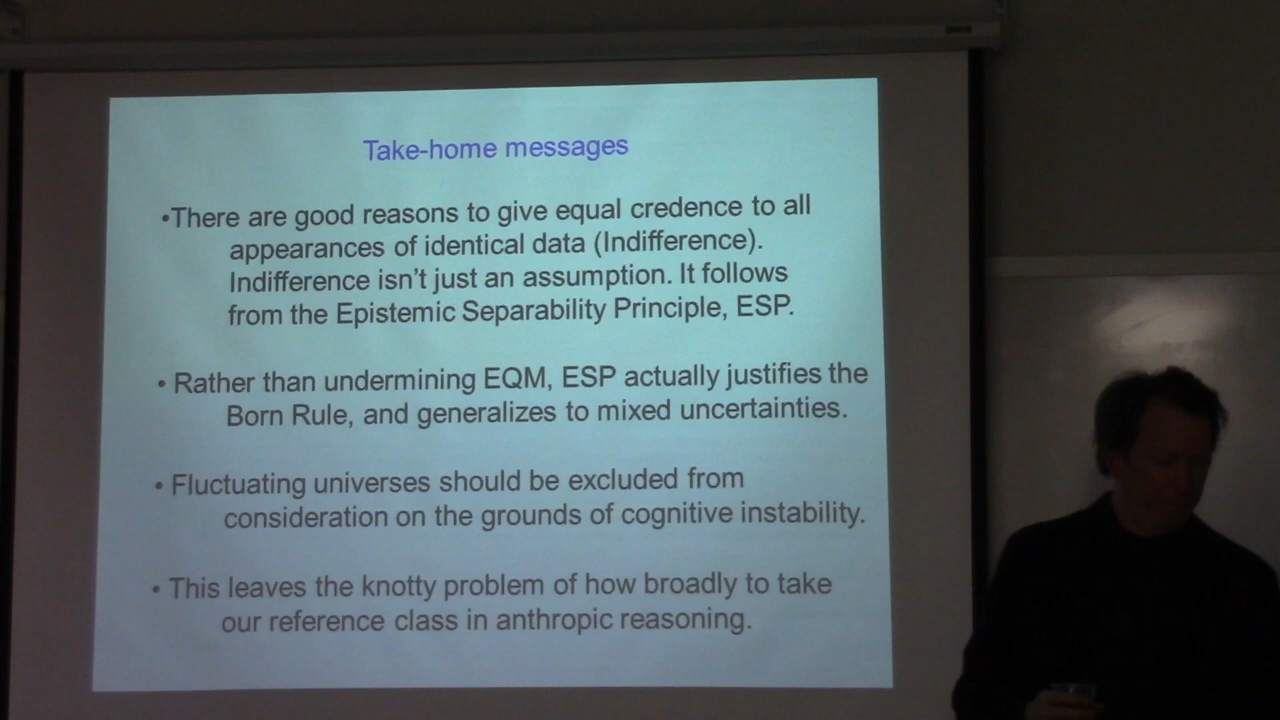 Take-home messages
•There are good reasons to give equal credence to all
appearances of identical data (Indifference).
Indifference isn't just an assumption. It follows
from the Epistemic Separability Principle, ESP.
• Rather than undermining EQM, ESP actually justifies the
Born Rule, and generalizes to mixed uncertainties.
• Fluctuating universes should be excluded from
consideration on the grounds of cognitive instability.
• This leaves the knotty problem of how broadly to take
our reference class in anthropic reasoning.